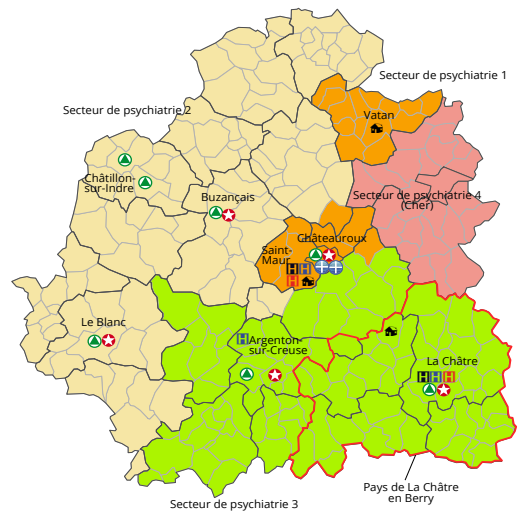 Secteur de psychiatrie 1
Secteur de psychiatrie 2
Vatan
Châtillon-
sur-Indre
Buzançais
Secteur de psychiatrie 4
(Cher)
Châteauroux
Saint-
Maur
H H
H
Le Blanc
H Argenton-
sur-Creuse
La Châtre
H H H
Pays de La Châtre
en Berry
Secteur de psychiatrie 3